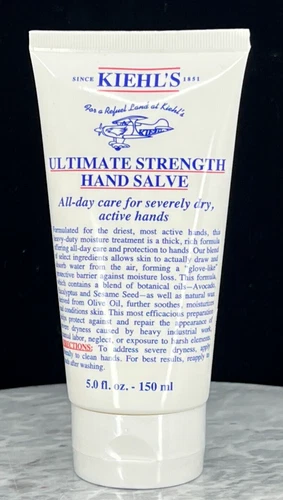 SINCE KIEHL'S 1851
For a Refuel Land at Kiehl's
ULTIMATE STRENGTH
HAND SALVE
All-day care for severely dry,
active hands
Formulated for the driest, most active hands, this
heavy-duty moisture treatment is a thick, rich formula
offering all-day care and protection to hands. Our blend
of select ingredients allows skin to actually draw and
absorb water from the air, forming a "glove-like"
protective barrier against moisture loss. This formula,
which contains a blend of botanical oils—Avocado,
Eucalyptus and Sesame Seed—as well as natural wax
derived from Olive Oil, further soothes, moisturizes
and conditions skin. This most efficacious preparation
helps protect against and repair the appearance of
severe dryness caused by heavy industrial work,
manual labor, neglect, or exposure to harsh elements.
DIRECTIONS: To address severe dryness, apply
to clean hands. For best results, reapply to
after washing.
5.0 fl. oz. - 150 ml